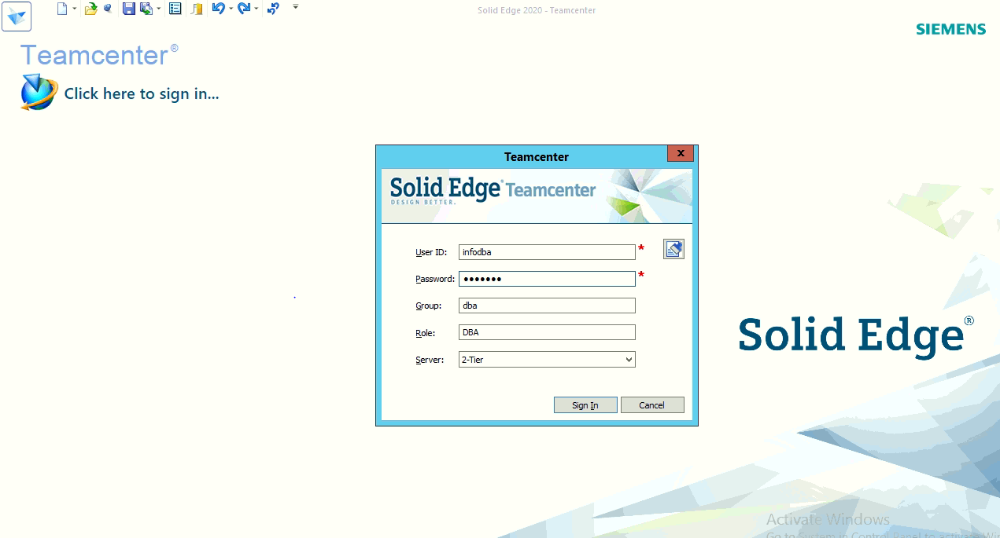 Solid Edge 2020 - Teamcenter
SIEMENS
Teamcenter®
Click here to sign in...
Teamcenter
x
Solid Edge® Teamcenter
DESIGN BETTER.
User ID: infodba *
Password: ••••••• *
Group: dba
Role: DBA
Server: 2-Tier
Sign In Cancel
Solid Edge®
Activate Windows
Go to System in Control Panel to activate Win